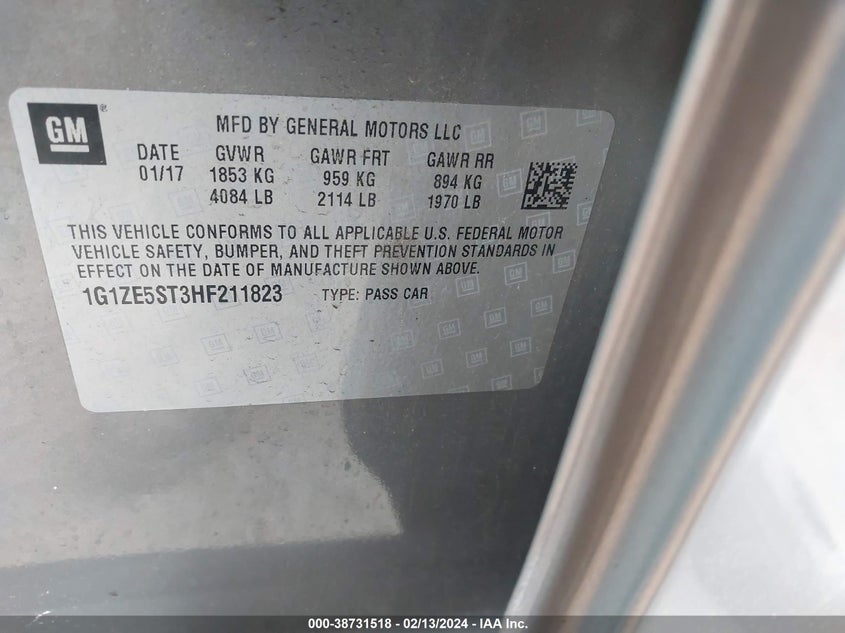 GM
®
MFD BY GENERAL MOTORS LLC
DATE GVWR GAWR FRT GAWR RR
01/17 1853 KG 959 KG 894 KG
4084 LB 2114 LB 1970 LB
THIS VEHICLE CONFORMS TO ALL APPLICABLE U.S. FEDERAL MOTOR
VEHICLE SAFETY, BUMPER, AND THEFT PREVENTION STANDARDS IN
EFFECT ON THE DATE OF MANUFACTURE SHOWN ABOVE.
1G1ZE5ST3HF211823 TYPE: PASS CAR
000-38731518 - 02/13/2024 - IAA Inc.